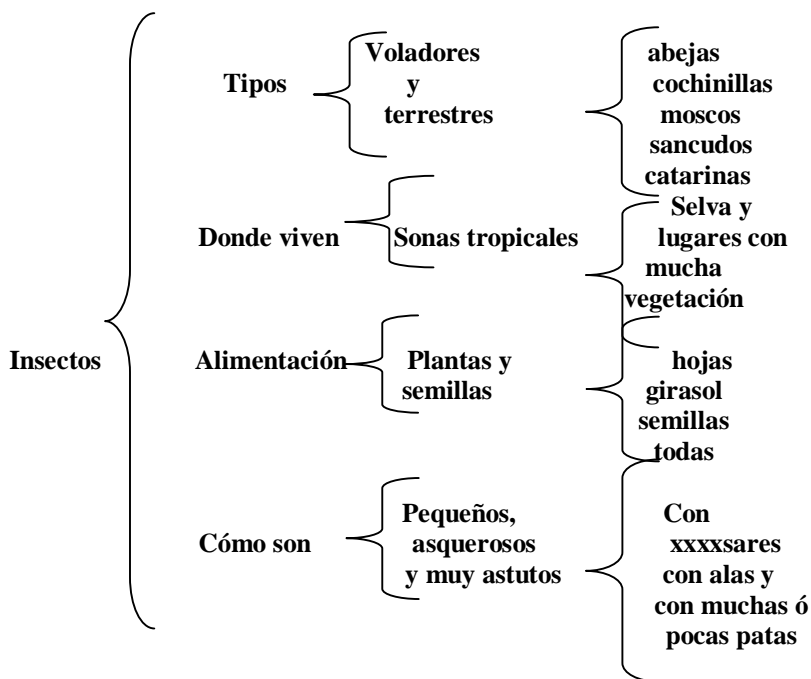 Insectos
Tipos
Voladores
y
terrestres
abejas
cochinillas
moscos
sancudos
catarinas
Donde viven
Sonas tropicales
Selva y
lugares con
mucha
vegetación
Alimentación
Plantas y
semillas
hojas
girasol
semillas
todas
Cómo son
Pequeños,
asquerosos
y muy astutos
Con
xxxxsares
con alas y
con muchas ó
pocas patas